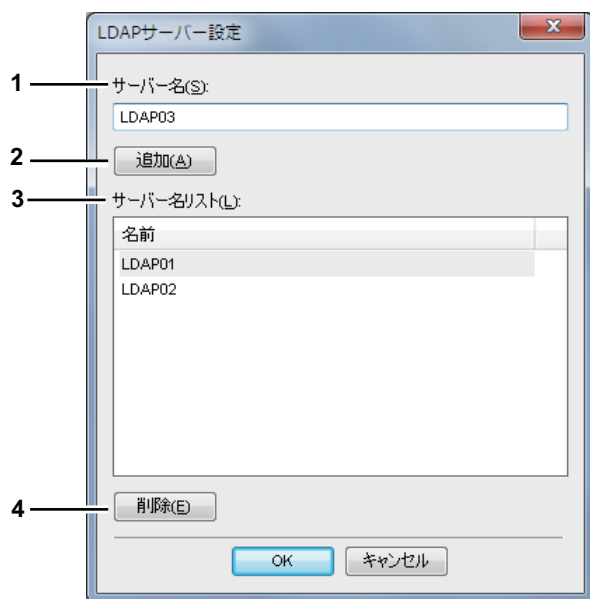 LDAPサーバー設定
1
サーバー名(S):
LDAP03
2
追加(A)
3
サーバー名リスト(L):
名前
LDAP01
LDAP02
4
削除(E)
OK キャンセル